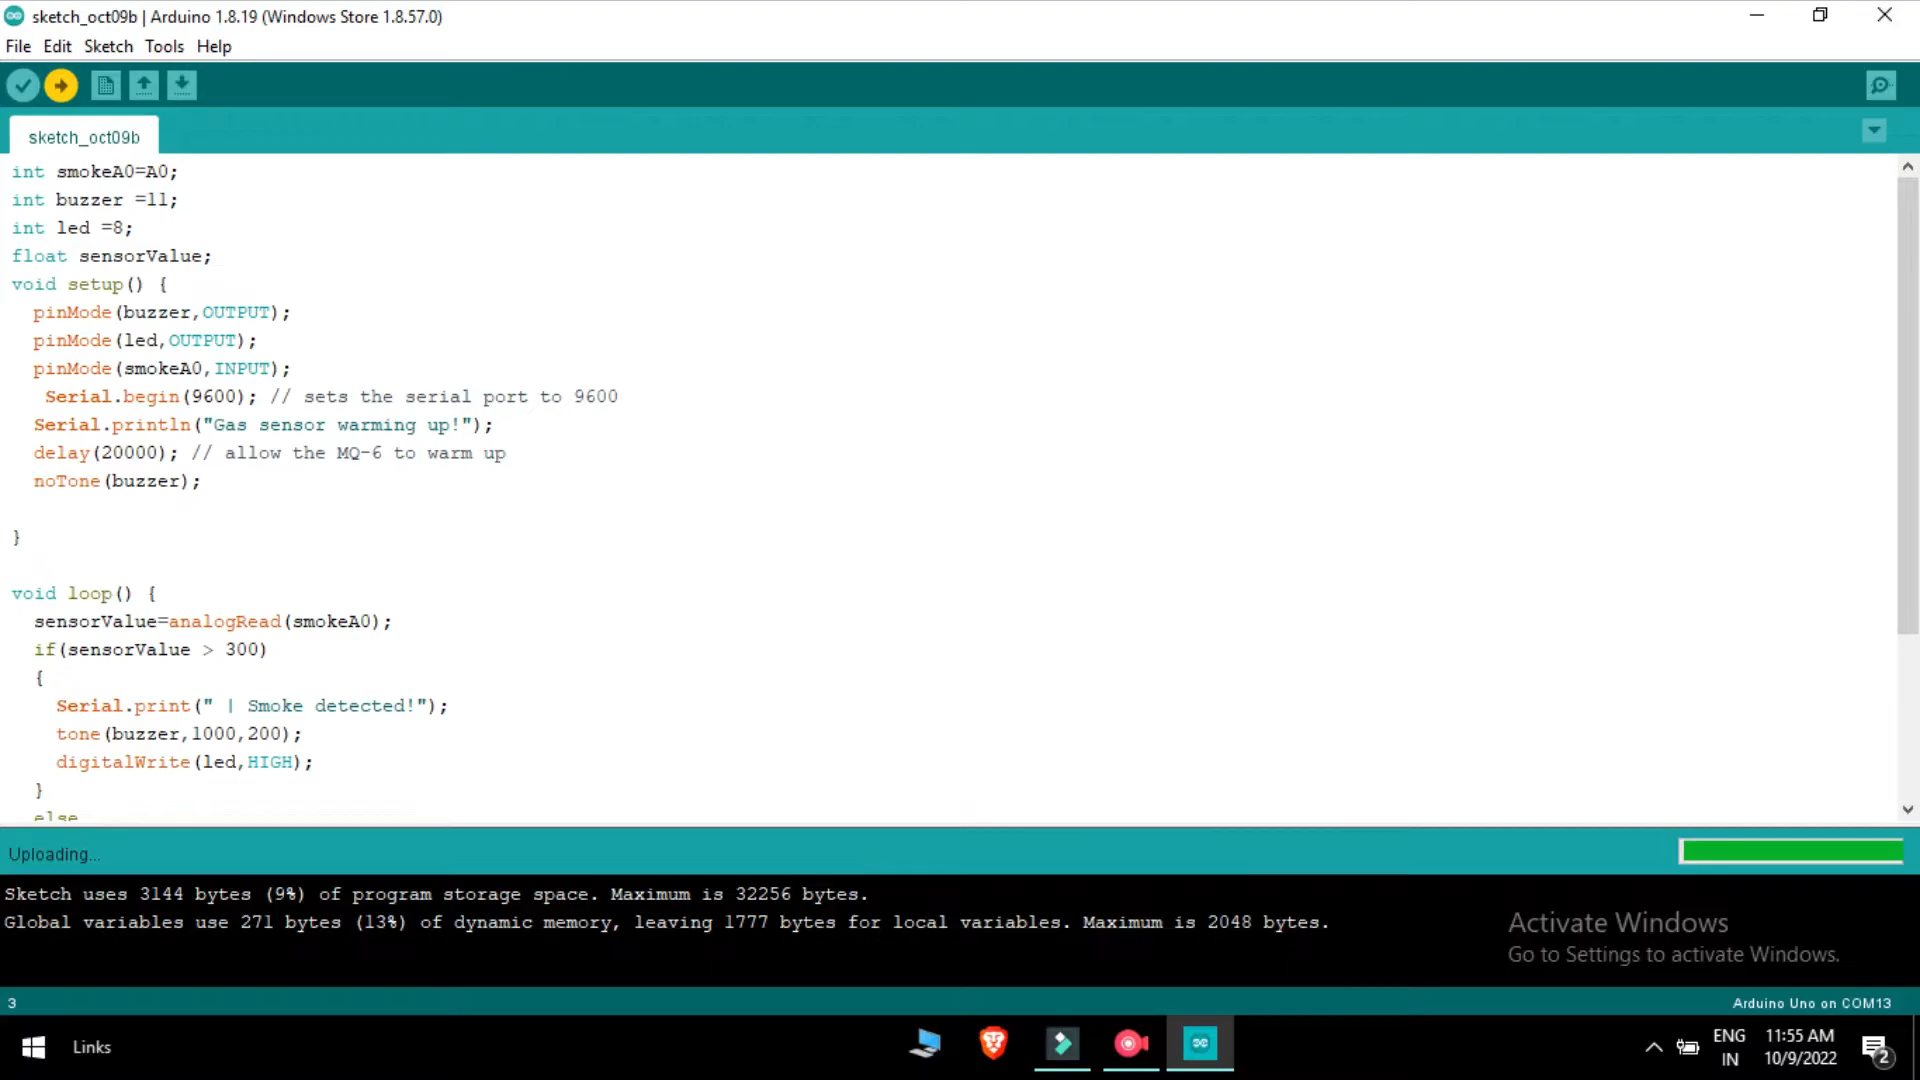 sketch_oct09b | Arduino 1.8.19 (Windows Store 1.8.57.0)
File Edit Sketch Tools Help
sketch_oct09b
int smokeA0=A0;
int buzzer =11;
int led =8;
float sensorValue;
void setup() {
  pinMode(buzzer,OUTPUT);
  pinMode(led,OUTPUT);
  pinMode(smokeA0,INPUT);
   Serial.begin(9600); // sets the serial port to 9600
  Serial.println("Gas sensor warming up!");
  delay(20000); // allow the MQ-6 to warm up
  noTone(buzzer);
}
void loop() {
  sensorValue=analogRead(smokeA0);
  if(sensorValue > 300)
  {
    Serial.print(" | Smoke detected!");
    tone(buzzer,1000,200);
    digitalWrite(led,HIGH);
  }
  else
Uploading...
Sketch uses 3144 bytes (9%) of program storage space. Maximum is 32256 bytes.
Global variables use 271 bytes (13%) of dynamic memory, leaving 1777 bytes for local variables. Maximum is 2048 bytes.
Activate Windows
Go to Settings to activate Windows.
3
Arduino Uno on COM13
Links
ENG
IN
11:55 AM
10/9/2022
2